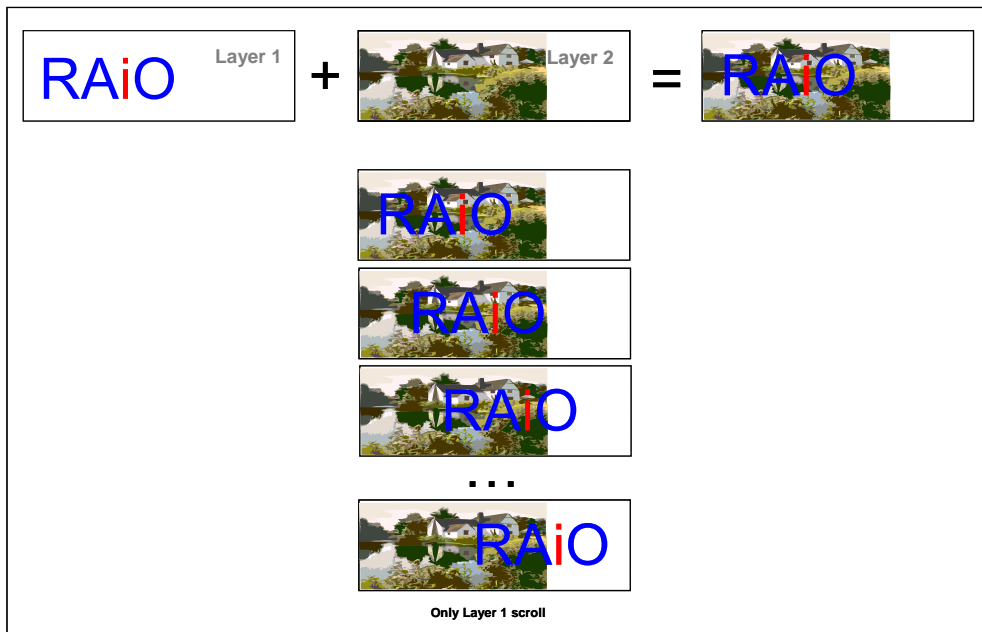 RAiO
Layer 1
+
Layer 2
=
RAiO
RAiO
RAiO
RAiO
...
RAiO
Only Layer 1 scroll